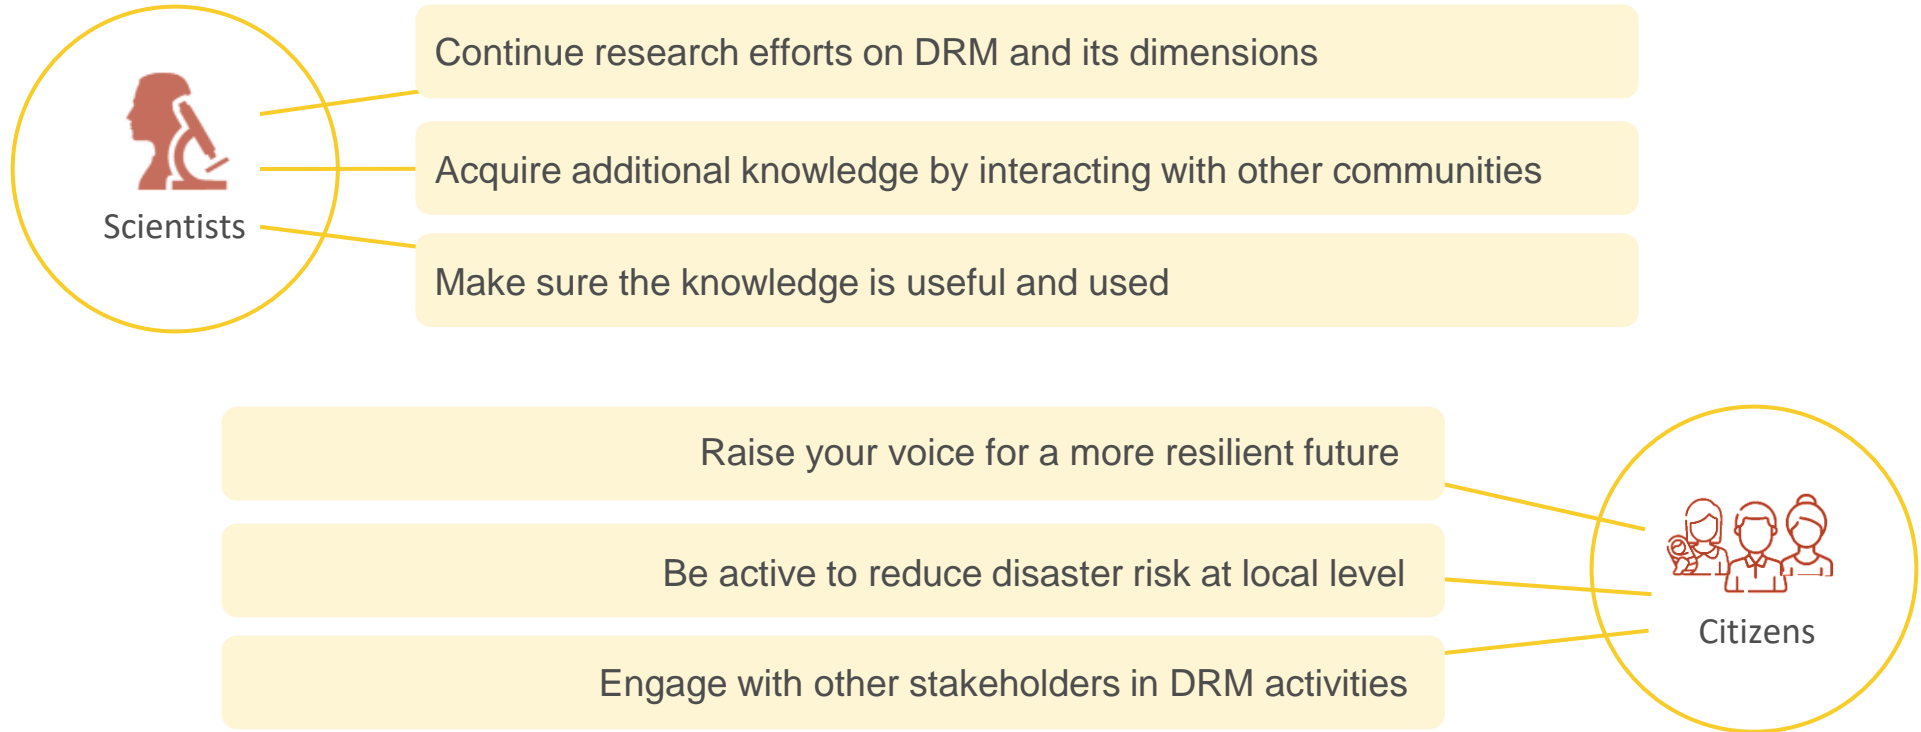 Continue research efforts on DRM and its dimensions
Acquire additional knowledge by interacting with other communities
Scientists
Make sure the knowledge is useful and used
Raise your voice for a more resilient future
Be active to reduce disaster risk at local level
Citizens
Engage with other stakeholders in DRM activities